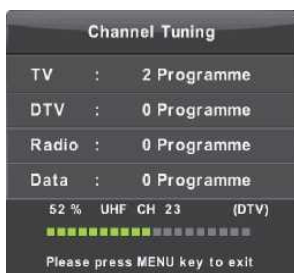 Channel Tuning
TV : 2 Programme
DTV : 0 Programme
Radio : 0 Programme
Data : 0 Programme
52 % UHF CH 23 (DTV)
Please press MENU key to exit